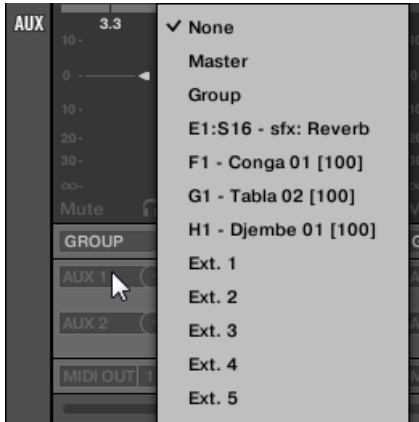 AUX
3.3
10-
0
10-
20-
30-
∞-
Mute
GROUP
AUX 1
AUX 2
MIDI OUT 1
✓ None
Master
Group
E1:S16 - sfx: Reverb
F1 - Conga 01 [100]
G1 - Tabla 02 [100]
H1 - Djembe 01 [100]
Ext. 1
Ext. 2
Ext. 3
Ext. 4
Ext. 5